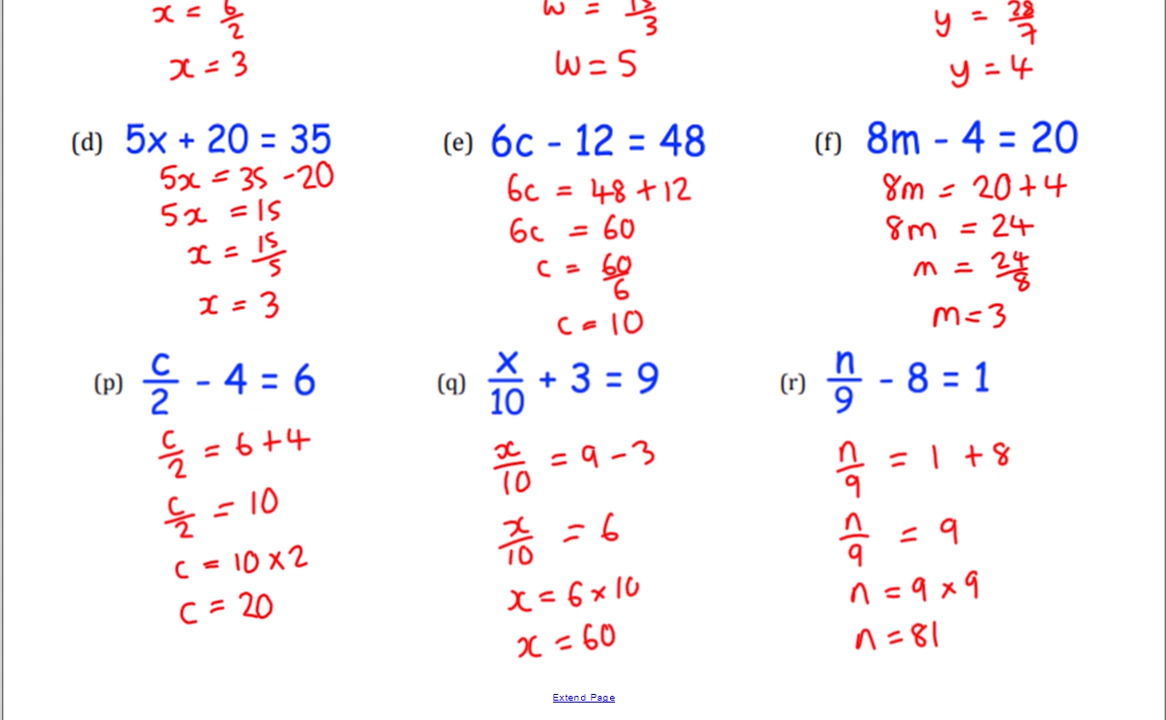 x = 6/2
w = 15/3
y = 28/7
x = 3
w = 5
y = 4
(d) 5x + 20 = 35
5x = 35 - 20
5x = 15
x = 15/5
x = 3
(e) 6c - 12 = 48
6c = 48 + 12
6c = 60
c = 60/6
c = 10
(f) 8m - 4 = 20
8m = 20 + 4
8m = 24
m = 24/8
m = 3
(p) c/2 - 4 = 6
c/2 = 6 + 4
c/2 = 10
c = 10 × 2
c = 20
(q) x/10 + 3 = 9
x/10 = 9 - 3
x/10 = 6
x = 6 × 10
x = 60
(r) n/9 - 8 = 1
n/9 = 1 + 8
n/9 = 9
n = 9 × 9
n = 81
Extend Page